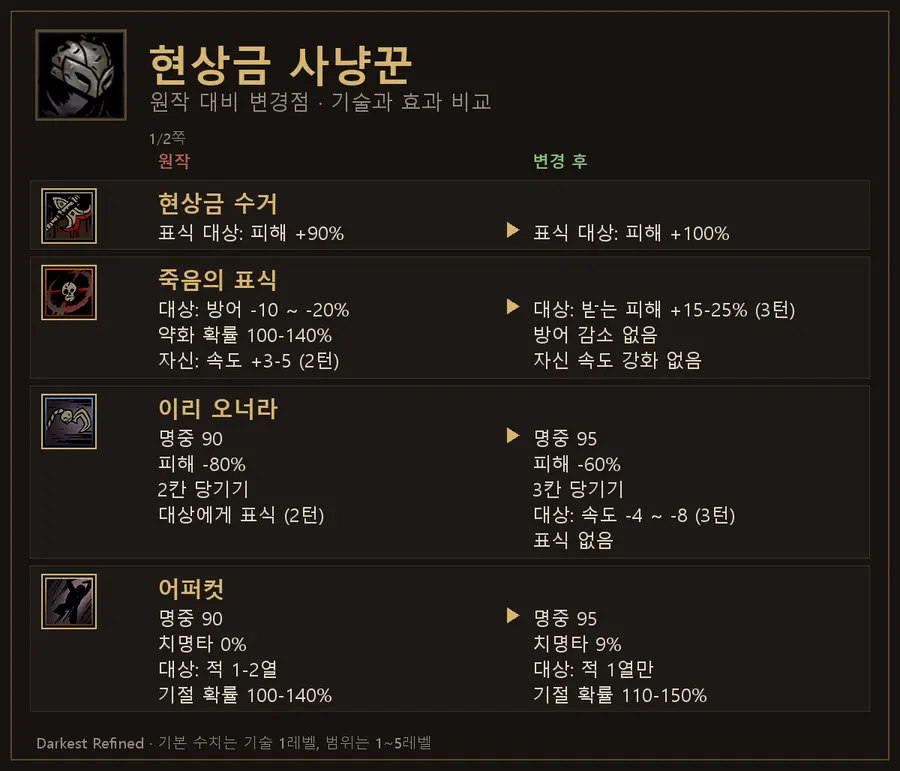 현상금 사냥꾼
원작 대비 변경점 · 기술과 효과 비교
1/2쪽
원작
변경 후
현상금 수거
표식 대상: 피해 +90%
표식 대상: 피해 +100%
죽음의 표식
대상: 방어 -10 ~ -20%
대상: 받는 피해 +15-25% (3턴)
약화 확률 100-140%
방어 감소 없음
자신: 속도 +3-5 (2턴)
자신 속도 강화 없음
이리 오너라
명중 90
명중 95
피해 -80%
피해 -60%
2칸 당기기
3칸 당기기
대상에게 표식 (2턴)
대상: 속도 -4 ~ -8 (3턴)
표식 없음
어퍼컷
명중 90
명중 95
치명타 0%
치명타 9%
대상: 적 1-2열
대상: 적 1열만
기절 확률 100-140%
기절 확률 110-150%
Darkest Refined · 기본 수치는 기술 1레벨, 범위는 1~5레벨